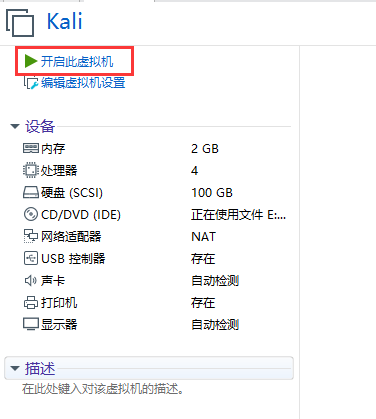 Kali
开启此虚拟机
编辑虚拟机设置
设备
内存 2 GB
处理器 4
硬盘 (SCSI) 100 GB
CD/DVD (IDE) 正在使用文件 E:...
网络适配器 NAT
USB 控制器 存在
声卡 自动检测
打印机 存在
显示器 自动检测
描述
在此处键入对该虚拟机的描述。